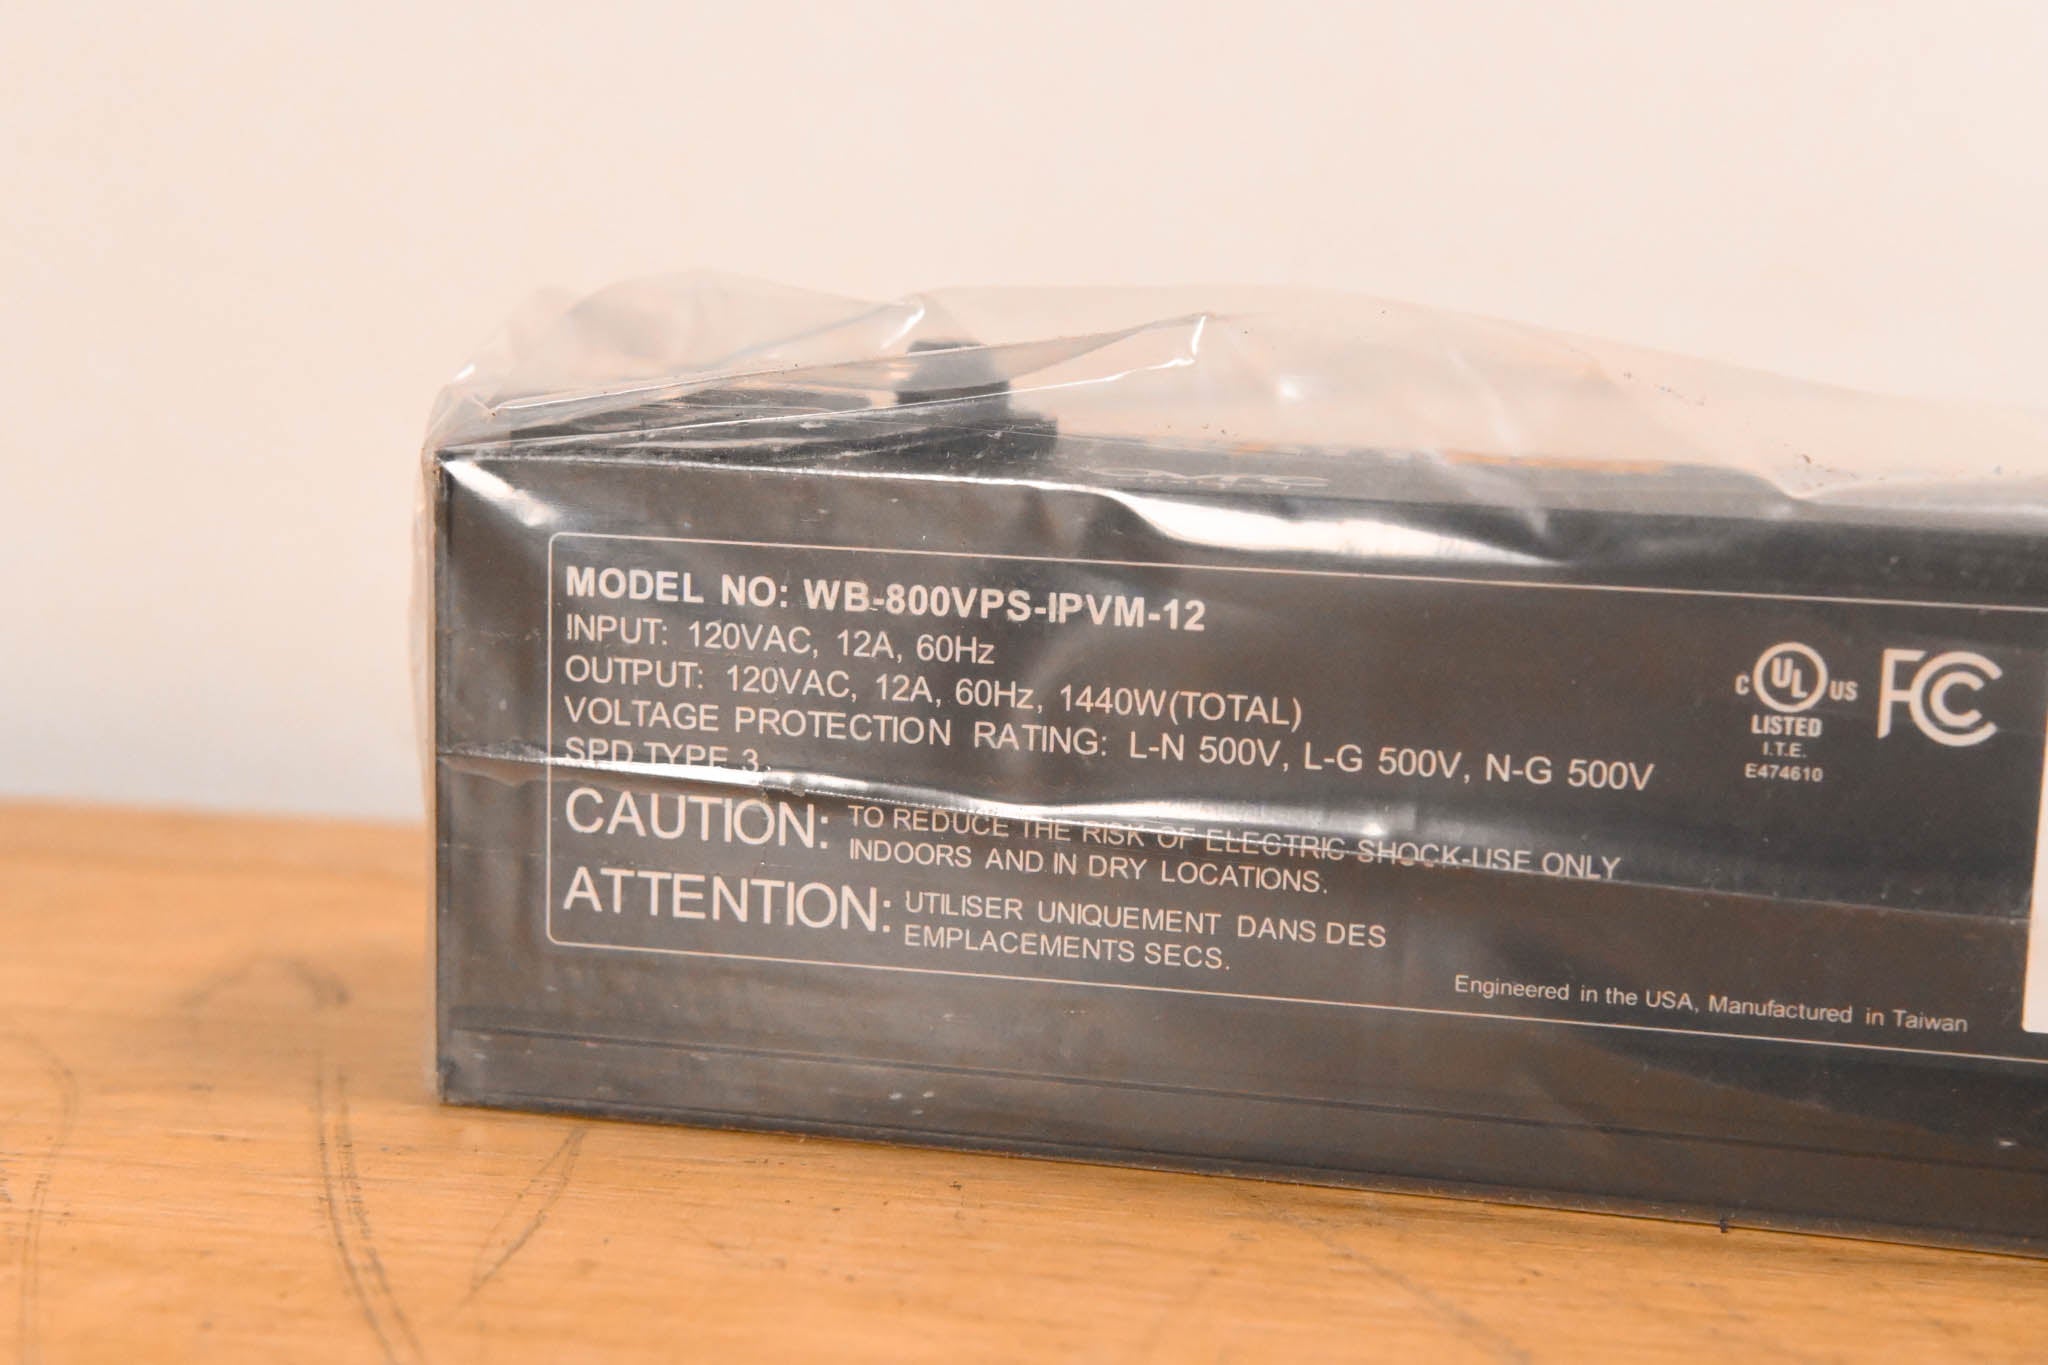 MODEL NO: WB-800VPS-IPVM-12
INPUT: 120VAC, 12A, 60Hz
OUTPUT: 120VAC, 12A, 60Hz, 1440W(TOTAL)
VOLTAGE PROTECTION RATING: L-N 500V, L-G 500V, N-G 500V
SPD TYPE 3
CAUTION: TO REDUCE THE RISK OF ELECTRIC SHOCK-USE ONLY
INDOORS AND IN DRY LOCATIONS.
ATTENTION: UTILISER UNIQUEMENT DANS DES
EMPLACEMENTS SECS.
C UL US
LISTED
I.T.E.
E474610
FC
Engineered in the USA, Manufactured in Taiwan